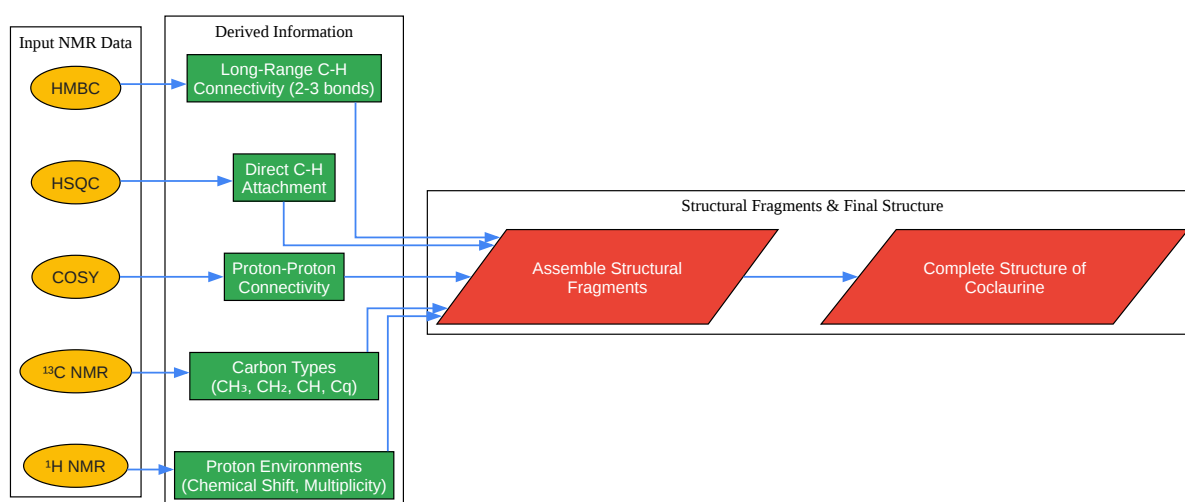 Input NMR Data
HMBC
HSQC
COSY
¹³C NMR
¹H NMR
Derived Information
Long-Range C-H
Connectivity (2-3 bonds)
Direct C-H
Attachment
Proton-Proton
Connectivity
Carbon Types
(CH₃, CH₂, CH, Cq)
Proton Environments
(Chemical Shift, Multiplicity)
Structural Fragments & Final Structure
Assemble Structural
Fragments
Complete Structure of
Coclaurine